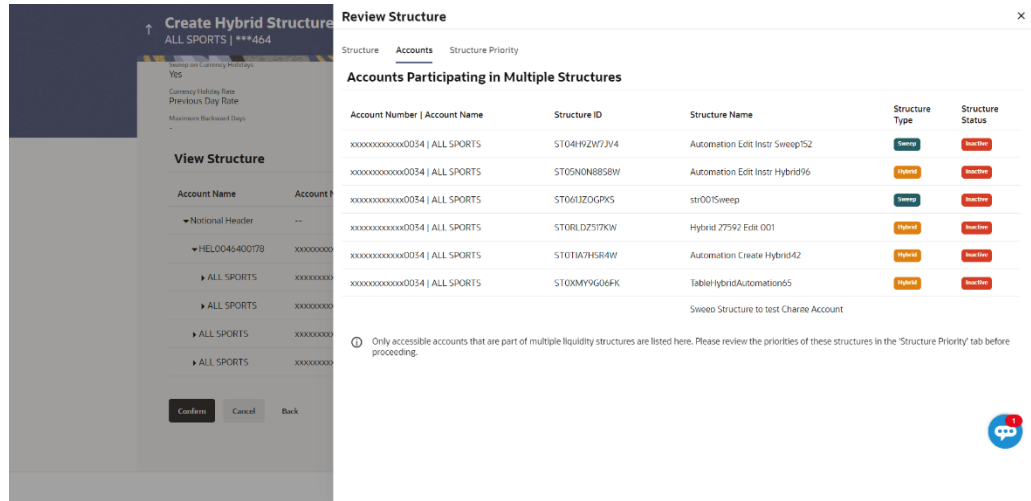 Create Hybrid Structure
ALL SPORTS | ***464
Sweep on Currency Holidays
Yes
Currency Holiday Rate
Previous Day Rate
Maximum Backward Days
-
View Structure
Account Name Account N
Notional Header --
HEL0046400178 xxxxxxxxx
ALL SPORTS xxxxxxxxx
ALL SPORTS xxxxxxxxx
ALL SPORTS xxxxxxxxx
ALL SPORTS xxxxxxxxx
Confirm Cancel Back
Review Structure
Structure Accounts Structure Priority
Accounts Participating in Multiple Structures
Account Number | Account Name Structure ID Structure Name Structure Type Structure Status
xxxxxxxxxxxx0034 | ALL SPORTS ST04H9ZW7JV4 Automation Edit Instr Sweep152 Sweep Inactive
xxxxxxxxxxxx0034 | ALL SPORTS ST05N0N88S8W Automation Edit Instr Hybrid96 Hybrid Inactive
xxxxxxxxxxxx0034 | ALL SPORTS ST061JZOGPXS str001Sweep Sweep Inactive
xxxxxxxxxxxx0034 | ALL SPORTS ST0RLDZ517KW Hybrid 27592 Edit 001 Hybrid Inactive
xxxxxxxxxxxx0034 | ALL SPORTS ST0TIA7HSR4W Automation Create Hybrid42 Hybrid Inactive
xxxxxxxxxxxx0034 | ALL SPORTS ST0XMY9G06FK TableHybridAutomation65 Hybrid Inactive
Sweep Structure to test Charge Account
Only accessible accounts that are part of multiple liquidity structures are listed here. Please review the priorities of these structures in the 'Structure Priority' tab before
proceeding.
1